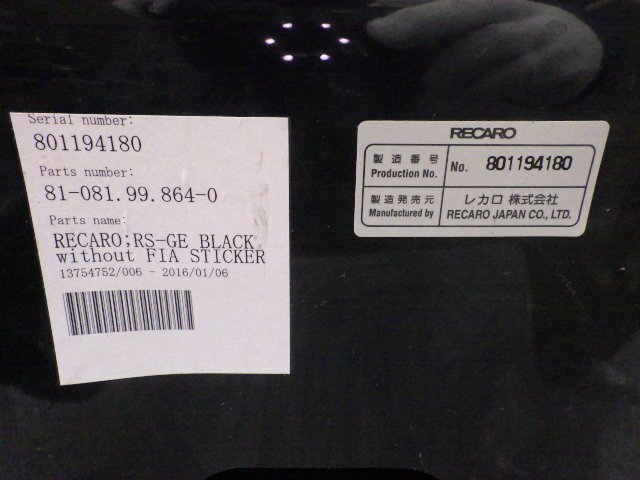 Serial number:
801194180
Parts number:
81-081.99.864-0
Parts name:
RECARO;RS-GE BLACK
without FIA STICKER
13754752/006 - 2016/01/06
RECARO
製造番号
Production No.
No. 801194180
製造発売元
Manufactured by
レカロ 株式会社
RECARO JAPAN CO., LTD.